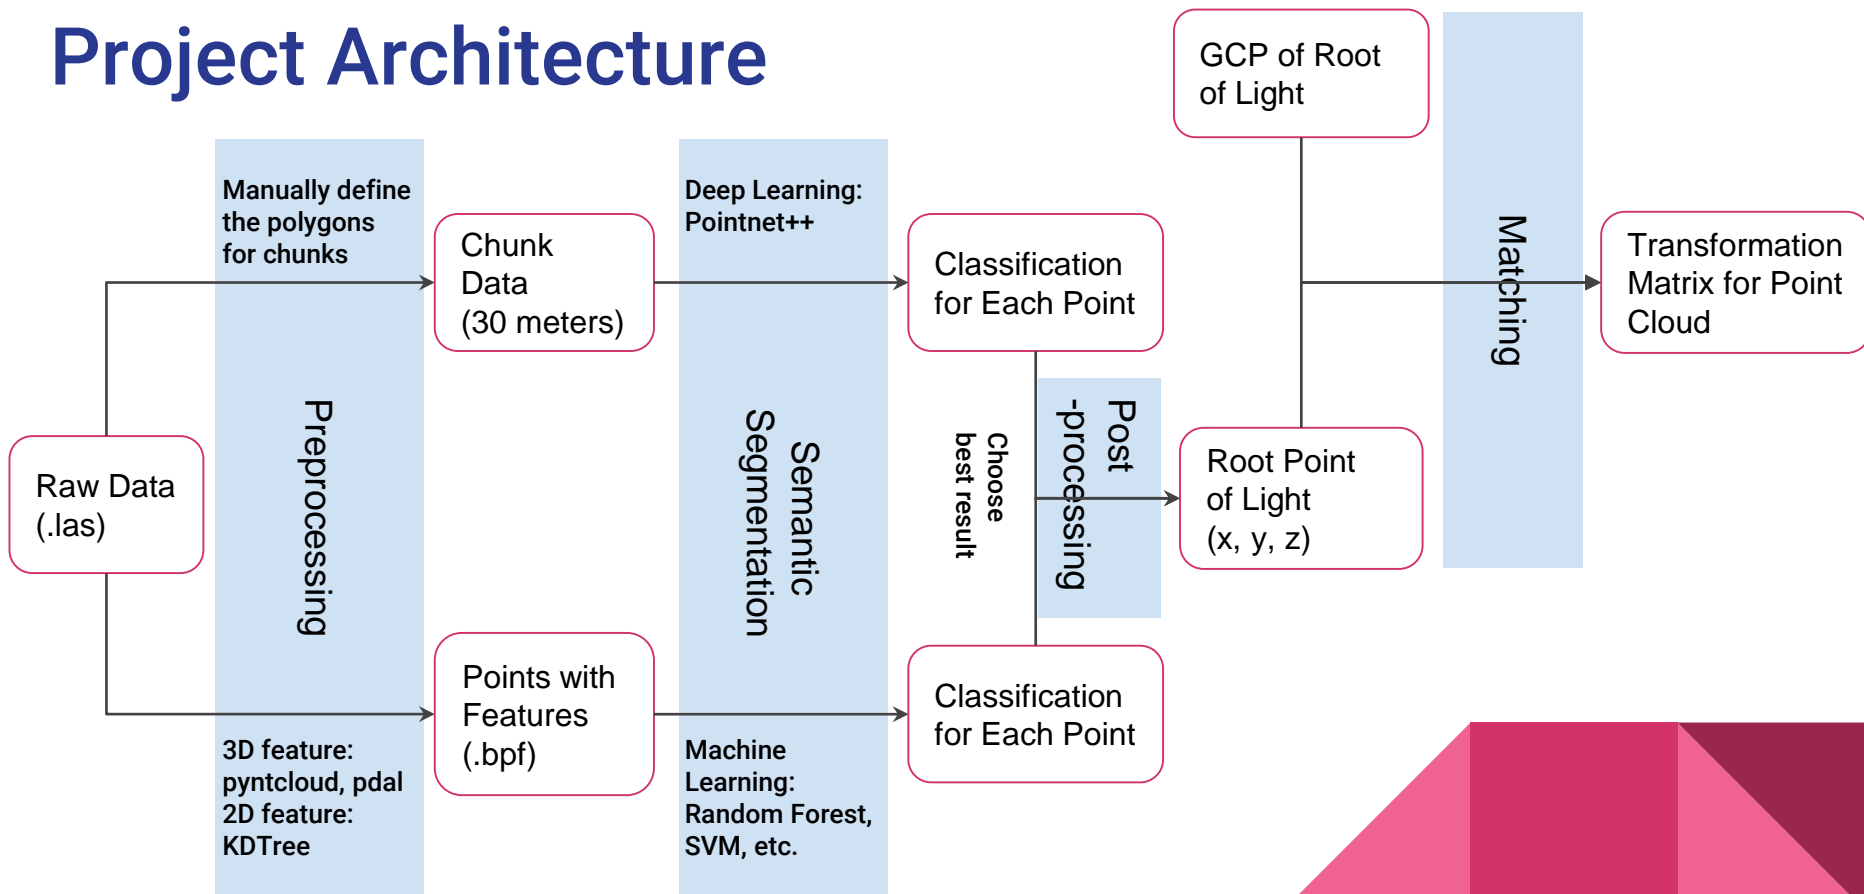 Project Architecture
GCP of Root
of Light
Manually define
the polygons
for chunks
Deep Learning:
Pointnet++
Chunk
Data
(30 meters)
Classification
for Each Point
Matching
Transformation
Matrix for Point
Cloud
Raw Data
(.las)
Preprocessing
Semantic
Segmentation
Choose
best result
Post
-processing
Root Point
of Light
(x, y, z)
Points with
Features
(.bpf)
Classification
for Each Point
3D feature:
pyntcloud, pdal
2D feature:
KDTree
Machine
Learning:
Random Forest,
SVM, etc.